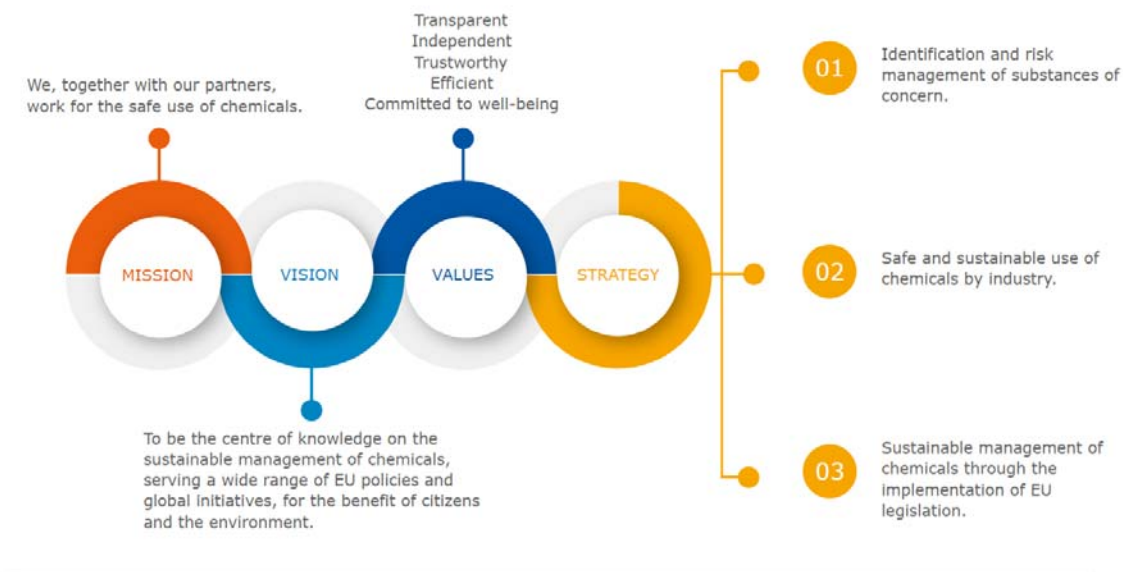 We, together with our partners,
work for the safe use of chemicals.
MISSION
VISION
To be the centre of knowledge on the
sustainable management of chemicals,
serving a wide range of EU policies and
global initiatives, for the benefit of citizens
and the environment.
Transparent
Independent
Trustworthy
Efficient
Committed to well-being
VALUES
STRATEGY
01
Identification and risk
management of substances of
concern.
02
Safe and sustainable use of
chemicals by industry.
03
Sustainable management of
chemicals through the
implementation of EU
legislation.